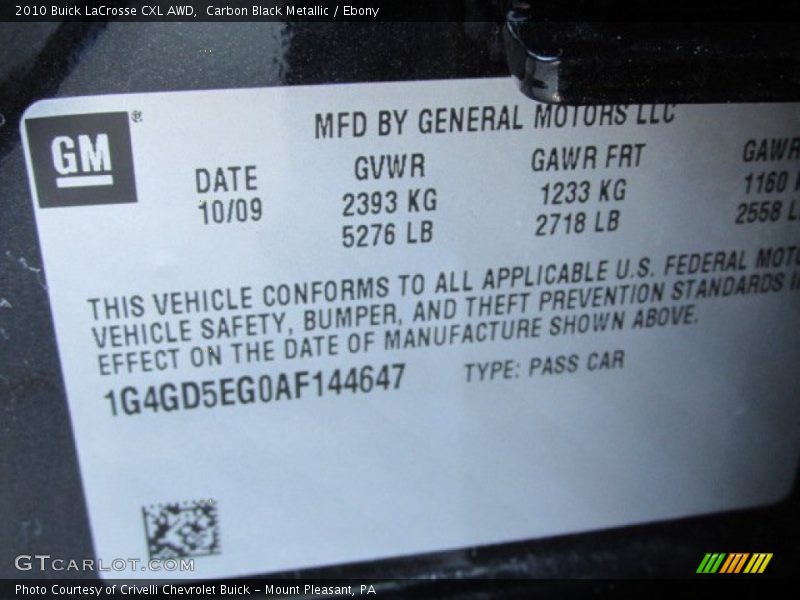 2010 Buick LaCrosse CXL AWD, Carbon Black Metallic / Ebony
GM®
MFD BY GENERAL MOTORS LLC
DATE GVWR GAWR FRT GAWR
10/09 2393 KG 1233 KG 1160
5276 LB 2718 LB 2558
THIS VEHICLE CONFORMS TO ALL APPLICABLE U.S. FEDERAL MOTO
VEHICLE SAFETY, BUMPER, AND THEFT PREVENTION STANDARDS I
EFFECT ON THE DATE OF MANUFACTURE SHOWN ABOVE.
1G4GD5EG0AF144647 TYPE: PASS CAR
GTCARLOT.COM
Photo Courtesy of Crivelli Chevrolet Buick - Mount Pleasant, PA